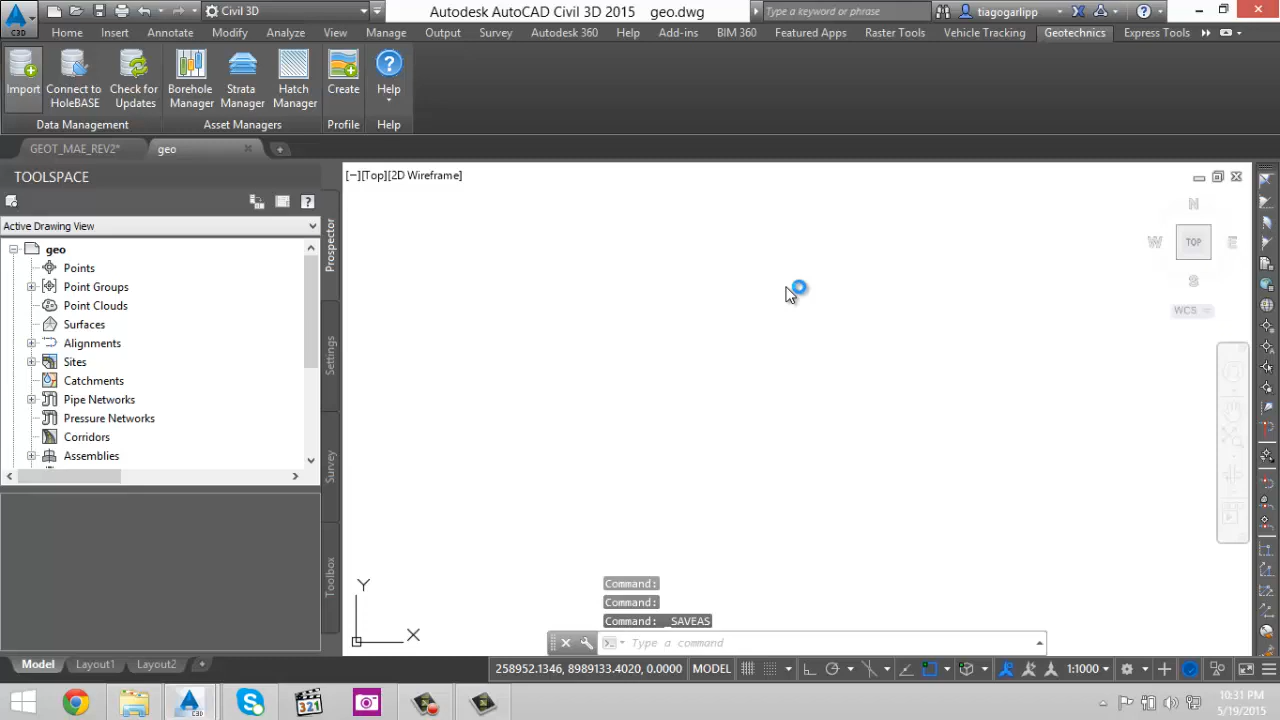 Civil 3D
Autodesk AutoCAD Civil 3D 2015 geo.dwg
Type a keyword or phrase
tiagogarlipp
C3D
Home Insert Annotate Modify Analyze View Manage Output Survey Autodesk 360 Help Add-ins BIM 360 Featured Apps Raster Tools Vehicle Tracking Geotechnics Express Tools
Import
Connect to
HoleBASE
Check for
Updates
Borehole
Manager
Strata
Manager
Hatch
Manager
Create
Help
Data Management
Asset Managers
Profile
Help
GEOT_MAE_REV2*
geo
TOOLSPACE
Active Drawing View
geo
Points
Point Groups
Point Clouds
Surfaces
Alignments
Sites
Catchments
Pipe Networks
Pressure Networks
Corridors
Assemblies
Prospector
Settings
Survey
Toolbox
[−][Top][2D Wireframe]
N
W TOP E
S
WCS
Y
X
Command:
Command:
Command: _SAVEAS
Type a command
Model Layout1 Layout2
258952.1346, 8989133.4020, 0.0000 MODEL
1:1000
C3D
321
10:31 PM
5/19/2015